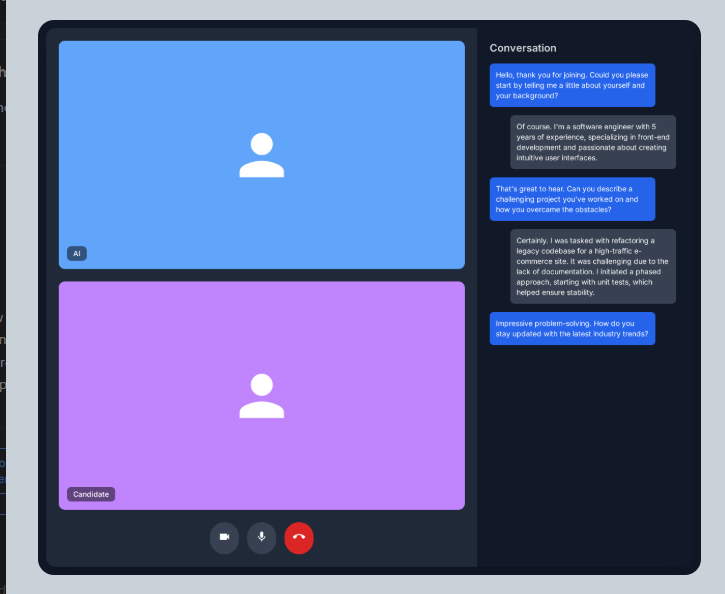 AI
Candidate
Conversation
Hello, thank you for joining. Could you please
start by telling me a little about yourself and
your background?
Of course. I'm a software engineer with 5
years of experience, specializing in front-end
development and passionate about creating
intuitive user interfaces.
That's great to hear. Can you describe a
challenging project you've worked on and
how you overcame the obstacles?
Certainly. I was tasked with refactoring a
legacy codebase for a high-traffic e-
commerce site. It was challenging due to the
lack of documentation. I initiated a phased
approach, starting with unit tests, which
helped ensure stability.
Impressive problem-solving. How do you
stay updated with the latest industry trends?